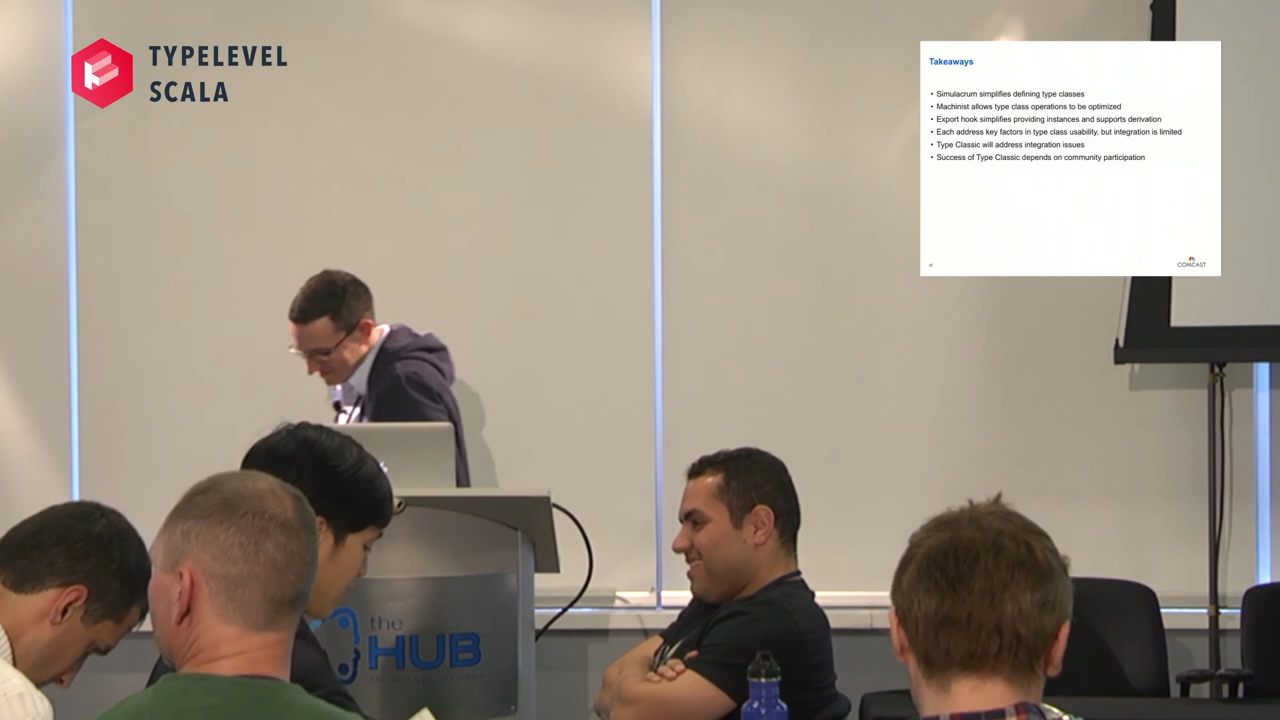 TYPELEVEL
SCALA
Takeaways
• Simulacrum simplifies defining type classes
• Machinist allows type class operations to be optimized
• Export hook simplifies providing instances and supports derivation
• Each address key factors in type class usability, but integration is limited
• Type Classic will address integration issues
• Success of Type Classic depends on community participation
COMCAST
the
HUB